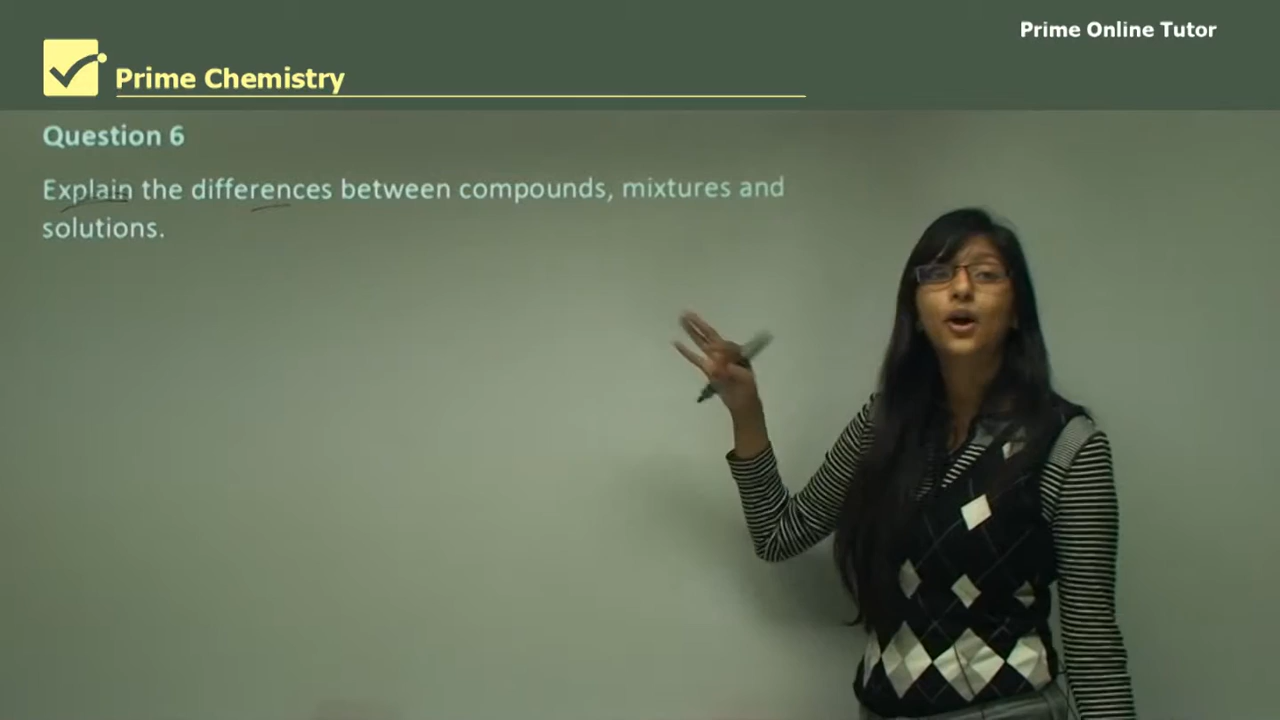 Prime Online Tutor
Prime Chemistry
Question 6
Explain the differences between compounds, mixtures and
solutions.